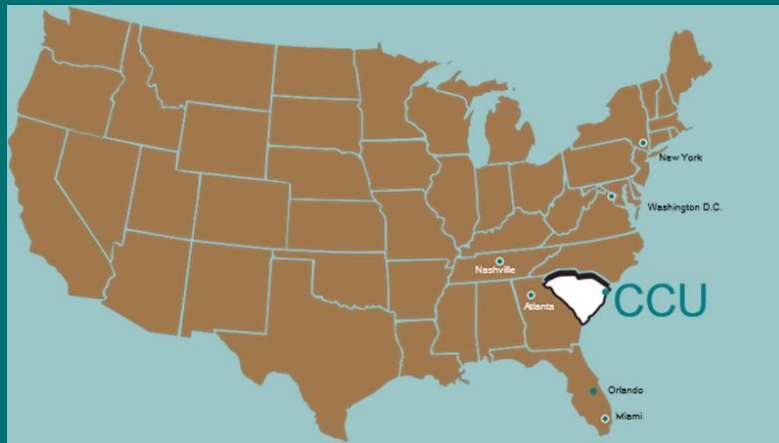 New York
Washington D.C.
Nashville
CCU
Atlanta
Orlando
Miami